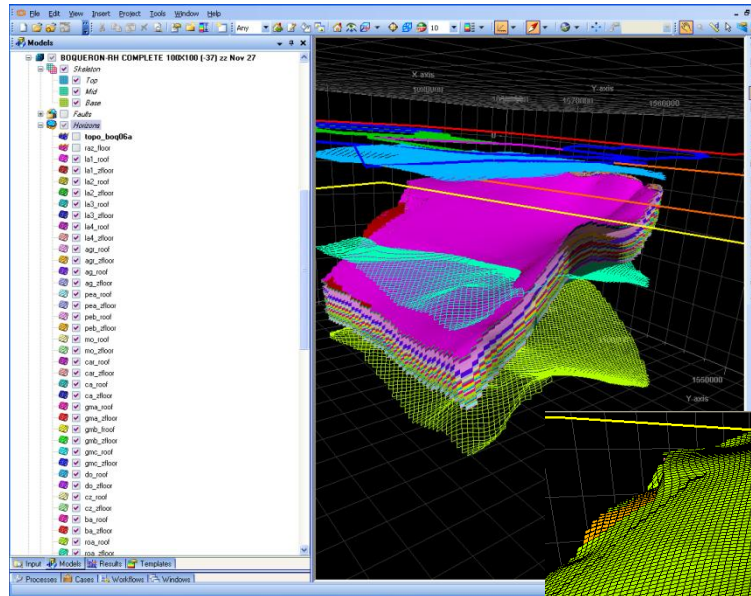 File Edit View Insert Project Tools Window Help
Any
10
Models
BOQUERON-RH COMPLETE 180X100 (-37) zz Nov 27
Skeleton
Top
Mid
Base
Faults
Horizons
topo_boq06a
raz_floor
la1_roof
la1_zfloor
la2_roof
la2_zfloor
la3_roof
la3_zfloor
la4_roof
la4_zfloor
agr_roof
agr_zfloor
ag_roof
ag_zfloor
pea_roof
pea_zfloor
peb_roof
peb_zfloor
mo_roof
mo_zfloor
car_roof
car_zfloor
ca_roof
ca_zfloor
gma_roof
gma_zfloor
gmb_froof
gmb_zfloor
gmc_roof
gmc_zfloor
do_roof
do_zfloor
cz_roof
cz_zfloor
ba_roof
ba_zfloor
roa_roof
roa_zfloor
Input Models Results Templates
Processes Cases Workflows Windows
X axis
Y-axis
1570000
1560000
0
1550000
Y-axis